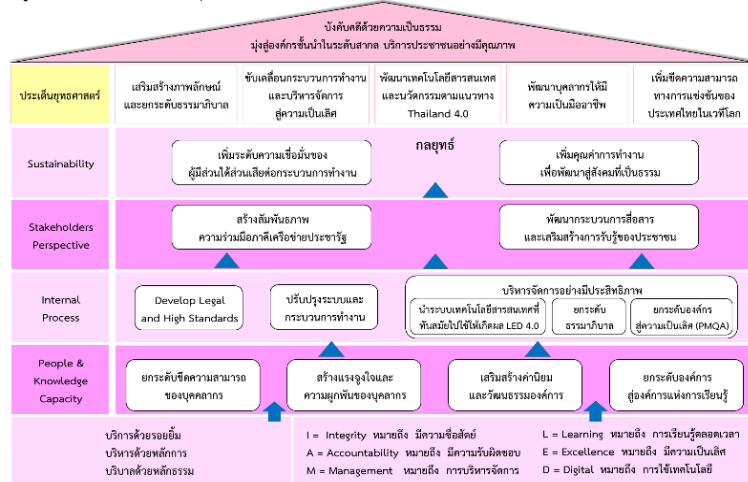 บังคับคดีด้วยความเป็นธรรม
มุ่งสู่องค์กรชั้นนำในระดับสากล บริการประชาชนอย่างมีคุณภาพ
ประเด็นยุทธศาสตร์
เสริมสร้างภาพลักษณ์
และยกระดับธรรมาภิบาล
ขับเคลื่อนกระบวนการทำงาน
และบริหารจัดการ
สู่ความเป็นเลิศ
พัฒนาเทคโนโลยีสารสนเทศ
และนวัตกรรมตามแนวทาง
Thailand 4.0
พัฒนาบุคลากรให้มี
ความเป็นมืออาชีพ
เพิ่มขีดความสามารถ
ทางการแข่งขันของ
ประเทศไทยในเวทีโลก
Sustainability
เพิ่มระดับความเชื่อมั่นของ
ผู้มีส่วนได้ส่วนเสียต่อกระบวนการทำงาน
กลยุทธ์
เพิ่มคุณค่าการทำงาน
เพื่อพัฒนาสู่สังคมที่เป็นธรรม
Stakeholders
Perspective
สร้างสัมพันธภาพ
ความร่วมมือภาคีเครือข่ายประชารัฐ
พัฒนากระบวนการสื่อสาร
และเสริมสร้างการรับรู้ของประชาชน
Internal
Process
Develop Legal
and High Standards
ปรับปรุงระบบและ
กระบวนการทำงาน
บริหารจัดการอย่างมีประสิทธิภาพ
นำระบบเทคโนโลยีสารสนเทศที่
ทันสมัยไปใช้ให้เกิดผล LED 4.0
ยกระดับ
ธรรมาภิบาล
ยกระดับองค์กร
สู่ความเป็นเลิศ (PMQA)
People &
Knowledge
Capacity
ยกระดับขีดความสามารถ
ของบุคลากร
สร้างแรงจูงใจและ
ความผูกพันของบุคลากร
เสริมสร้างค่านิยม
และวัฒนธรรมองค์การ
ยกระดับองค์การ
สู่องค์การแห่งการเรียนรู้
บริการด้วยรอยยิ้ม
บริหารด้วยหลักการ
บริบาลด้วยหลักธรรม
I = Integrity หมายถึง มีความซื่อสัตย์
A = Accountability หมายถึง มีความรับผิดชอบ
M = Management หมายถึง การบริหารจัดการ
L = Learning หมายถึง การเรียนรู้ตลอดเวลา
E = Excellence หมายถึง มีความเป็นเลิศ
D = Digital หมายถึง การใช้เทคโนโลยี